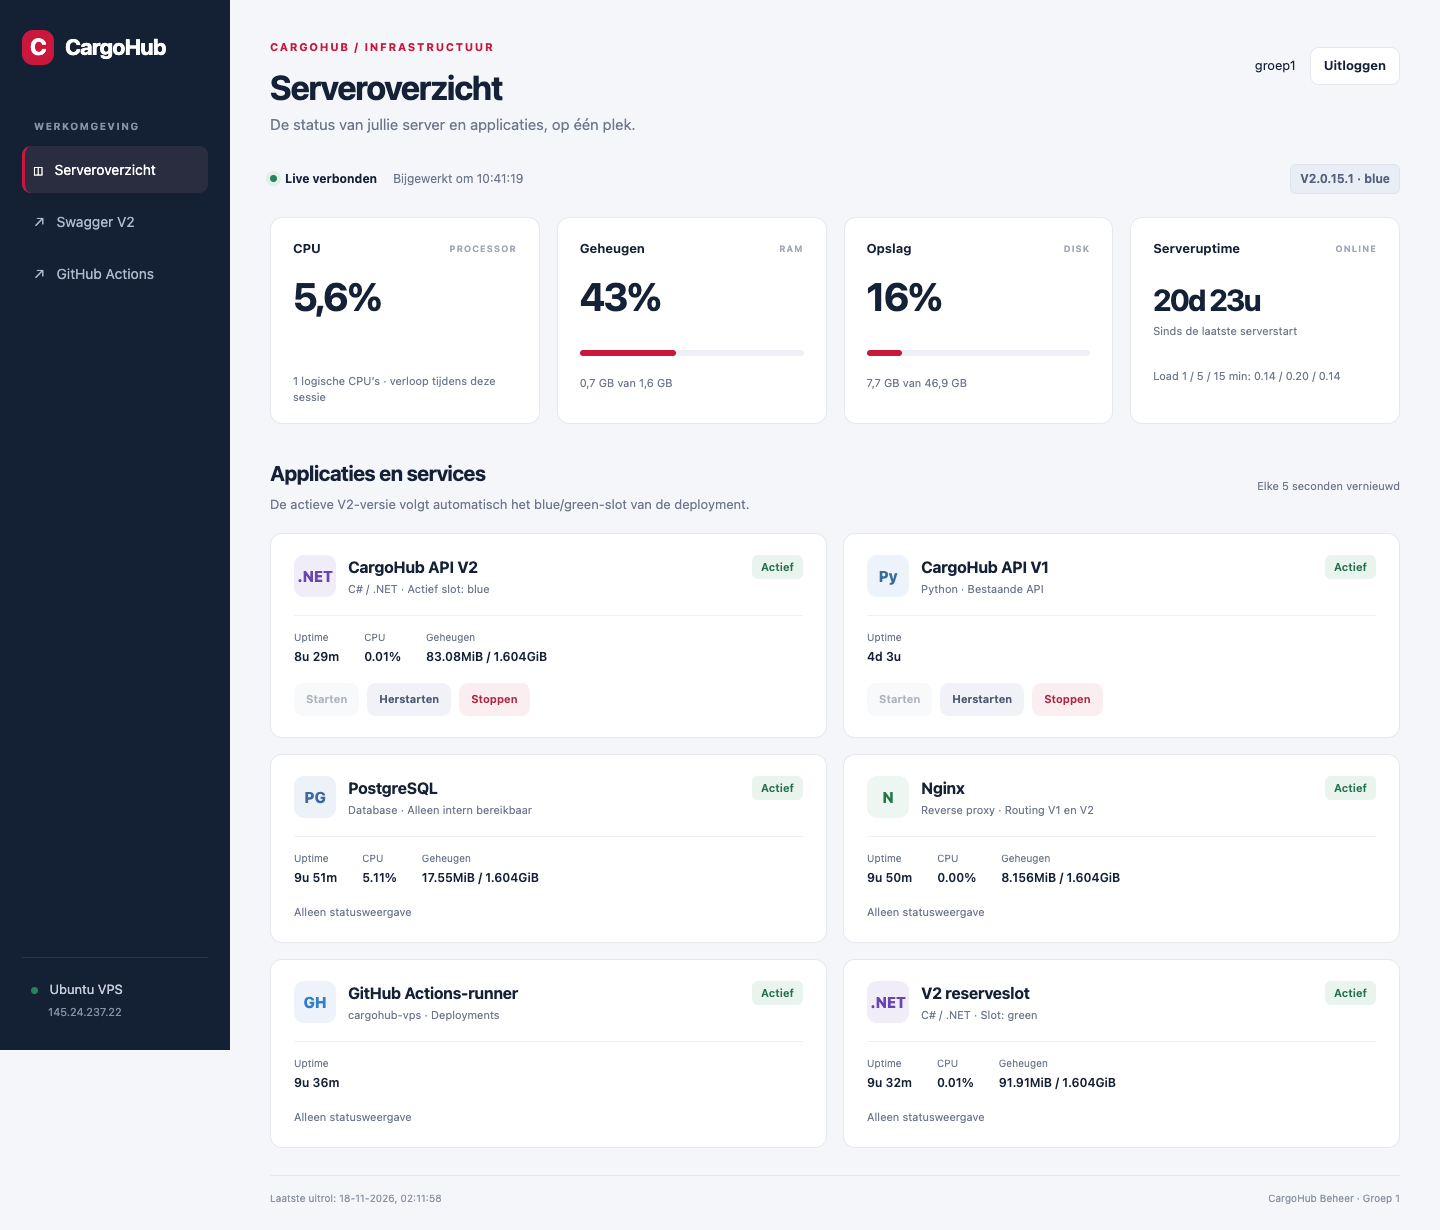 C CargoHub
WERKOMGEVING
Serveroverzicht
Swagger V2
GitHub Actions
Ubuntu VPS
145.24.237.22
CARGOHUB / INFRASTRUCTUUR
Serveroverzicht
De status van jullie server en applicaties, op één plek.
groep1
Uitloggen
Live verbonden
Bijgewerkt om 10:41:19
V2.0.15.1 · blue
CPU
PROCESSOR
5,6%
1 logische CPU's · verloop tijdens deze
sessie
Geheugen
RAM
43%
0,7 GB van 1,6 GB
Opslag
DISK
16%
7,7 GB van 46,9 GB
Serveruptime
ONLINE
20d 23u
Sinds de laatste serverstart
Load 1 / 5 / 15 min: 0.14 / 0.20 / 0.14
Applicaties en services
De actieve V2-versie volgt automatisch het blue/green-slot van de deployment.
Elke 5 seconden vernieuwd
.NET
CargoHub API V2
C# / .NET · Actief slot: blue
Actief
Uptime CPU Geheugen
8u 29m 0.01% 83.08MiB / 1.604GiB
Starten Herstarten Stoppen
Py
CargoHub API V1
Python · Bestaande API
Actief
Uptime
4d 3u
Starten Herstarten Stoppen
PG
PostgreSQL
Database · Alleen intern bereikbaar
Actief
Uptime CPU Geheugen
9u 51m 5.11% 17.55MiB / 1.604GiB
Alleen statusweergave
N
Nginx
Reverse proxy · Routing V1 en V2
Actief
Uptime CPU Geheugen
9u 50m 0.00% 8.156MiB / 1.604GiB
Alleen statusweergave
GH
GitHub Actions-runner
cargohub-vps · Deployments
Actief
Uptime
9u 36m
Alleen statusweergave
.NET
V2 reserveslot
C# / .NET · Slot: green
Actief
Uptime CPU Geheugen
9u 32m 0.01% 91.91MiB / 1.604GiB
Alleen statusweergave
Laatste uitrol: 18-11-2026, 02:11:58
CargoHub Beheer · Groep 1